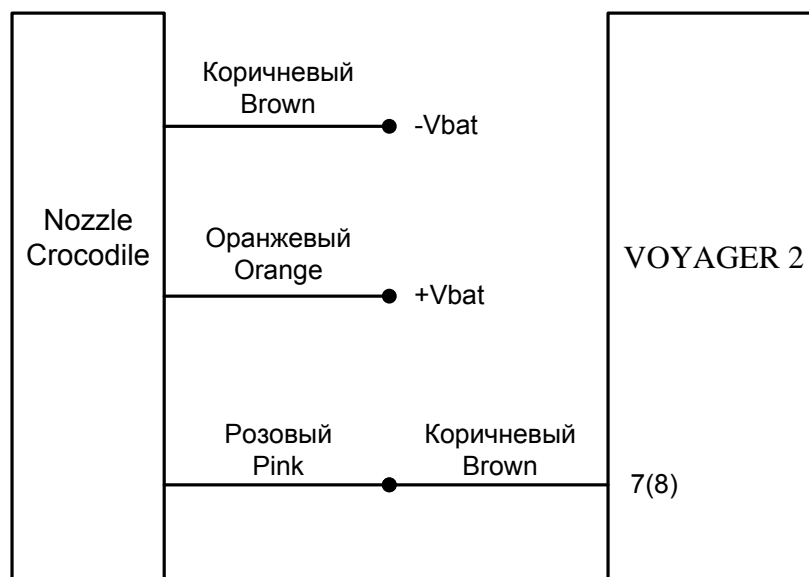 Коричневый
Brown
-Vbat
Nozzle
Crocodile
Оранжевый
Orange
+Vbat
VOYAGER 2
Розовый
Pink
Коричневый
Brown
7(8)